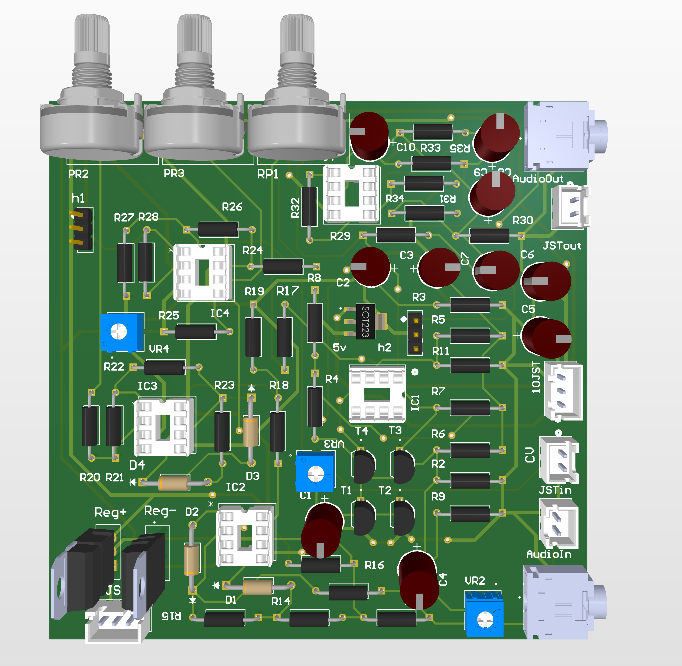 C10 R33 R35
PR2 PR3 RP1
AudioOut
h1
R32 R34 R31
R27 R28 R26 R29 R30
JSTout
R24 C3 C7 C6
R8 C2
R19 R17 R3
R25 IC4 R5 C5
SOT223
VR4 5v h2 R11
R22
IC3 R23 R18 R4 IC1 R7 10JST
T4 T3 R6 CV
D4 D3 VR3
R20 R21 R2
IC2 JSTin
C1 T1 T2 R9
Reg+ Reg- D2
AudioIn
R16
C4 VR2
JS
D1 R14
R15